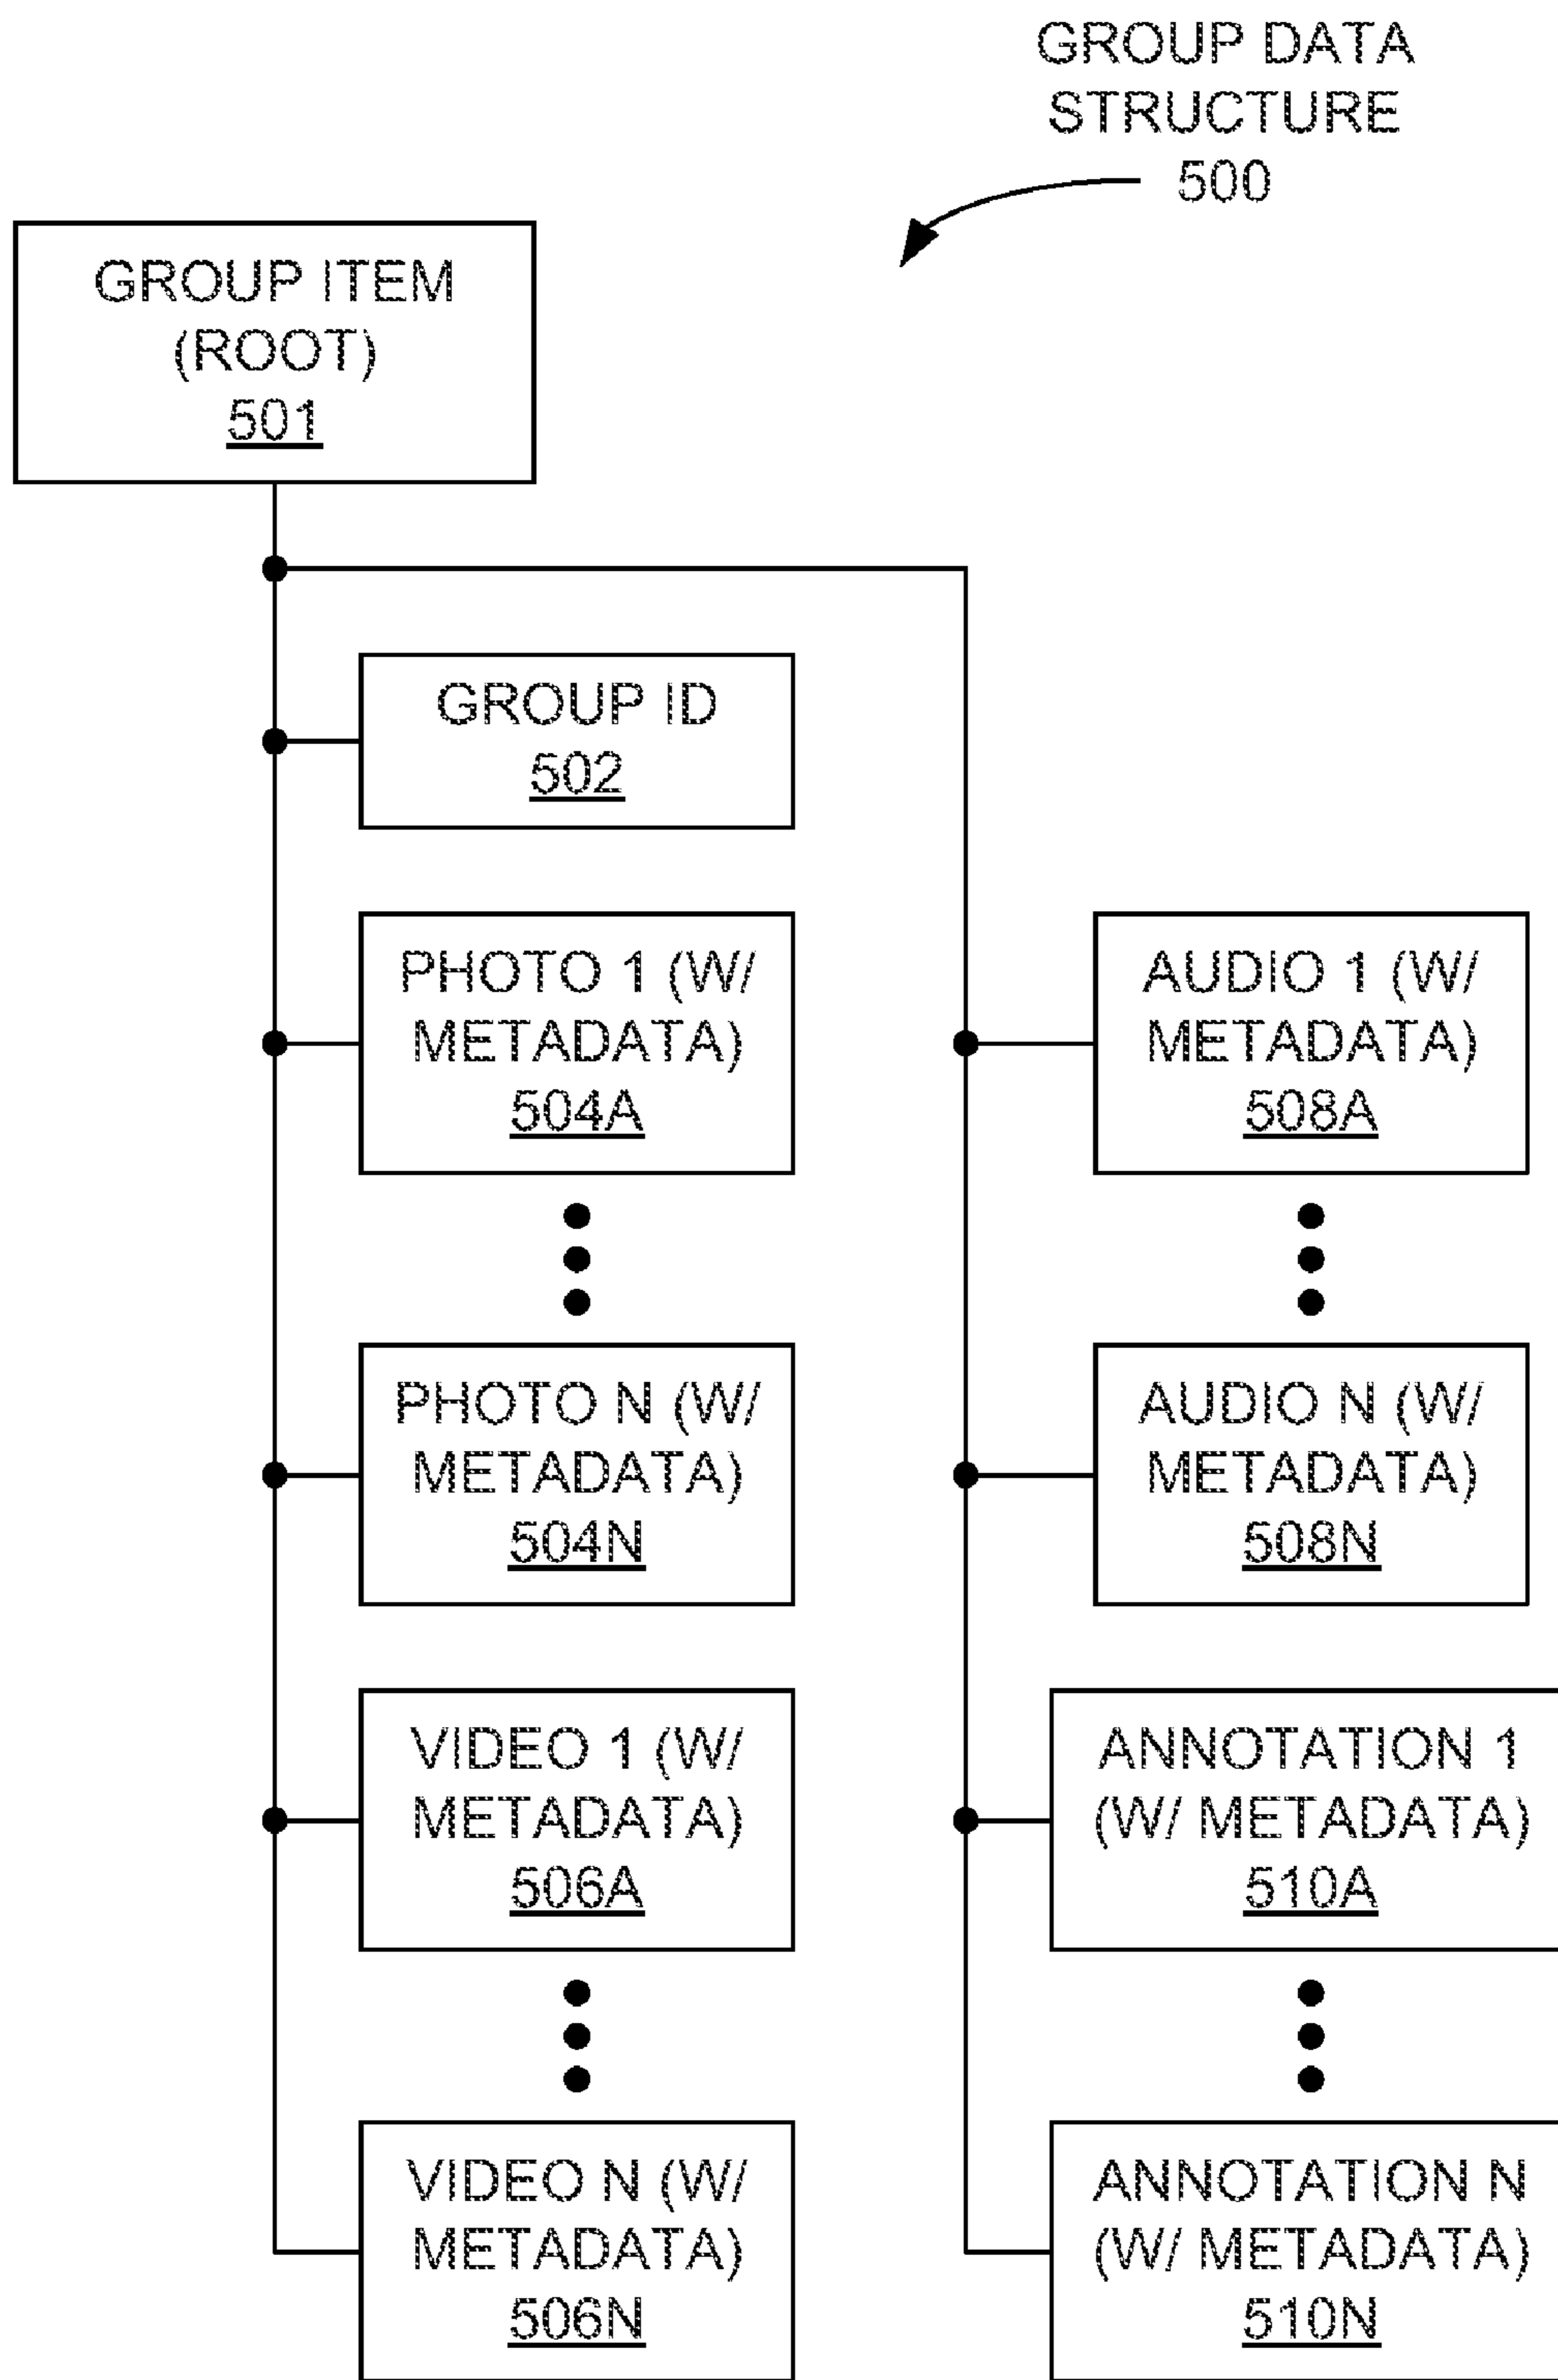 GROUP DATA
STRUCTURE
500
GROUP ITEM
(ROOT)
501
GROUP ID
502
PHOTO 1 (W/
METADATA)
504A
PHOTO N (W/
METADATA)
504N
VIDEO 1 (W/
METADATA)
506A
VIDEO N (W/
METADATA)
506N
AUDIO 1 (W/
METADATA)
508A
AUDIO N (W/
METADATA)
508N
ANNOTATION 1
(W/ METADATA)
510A
ANNOTATION N
(W/ METADATA)
510N